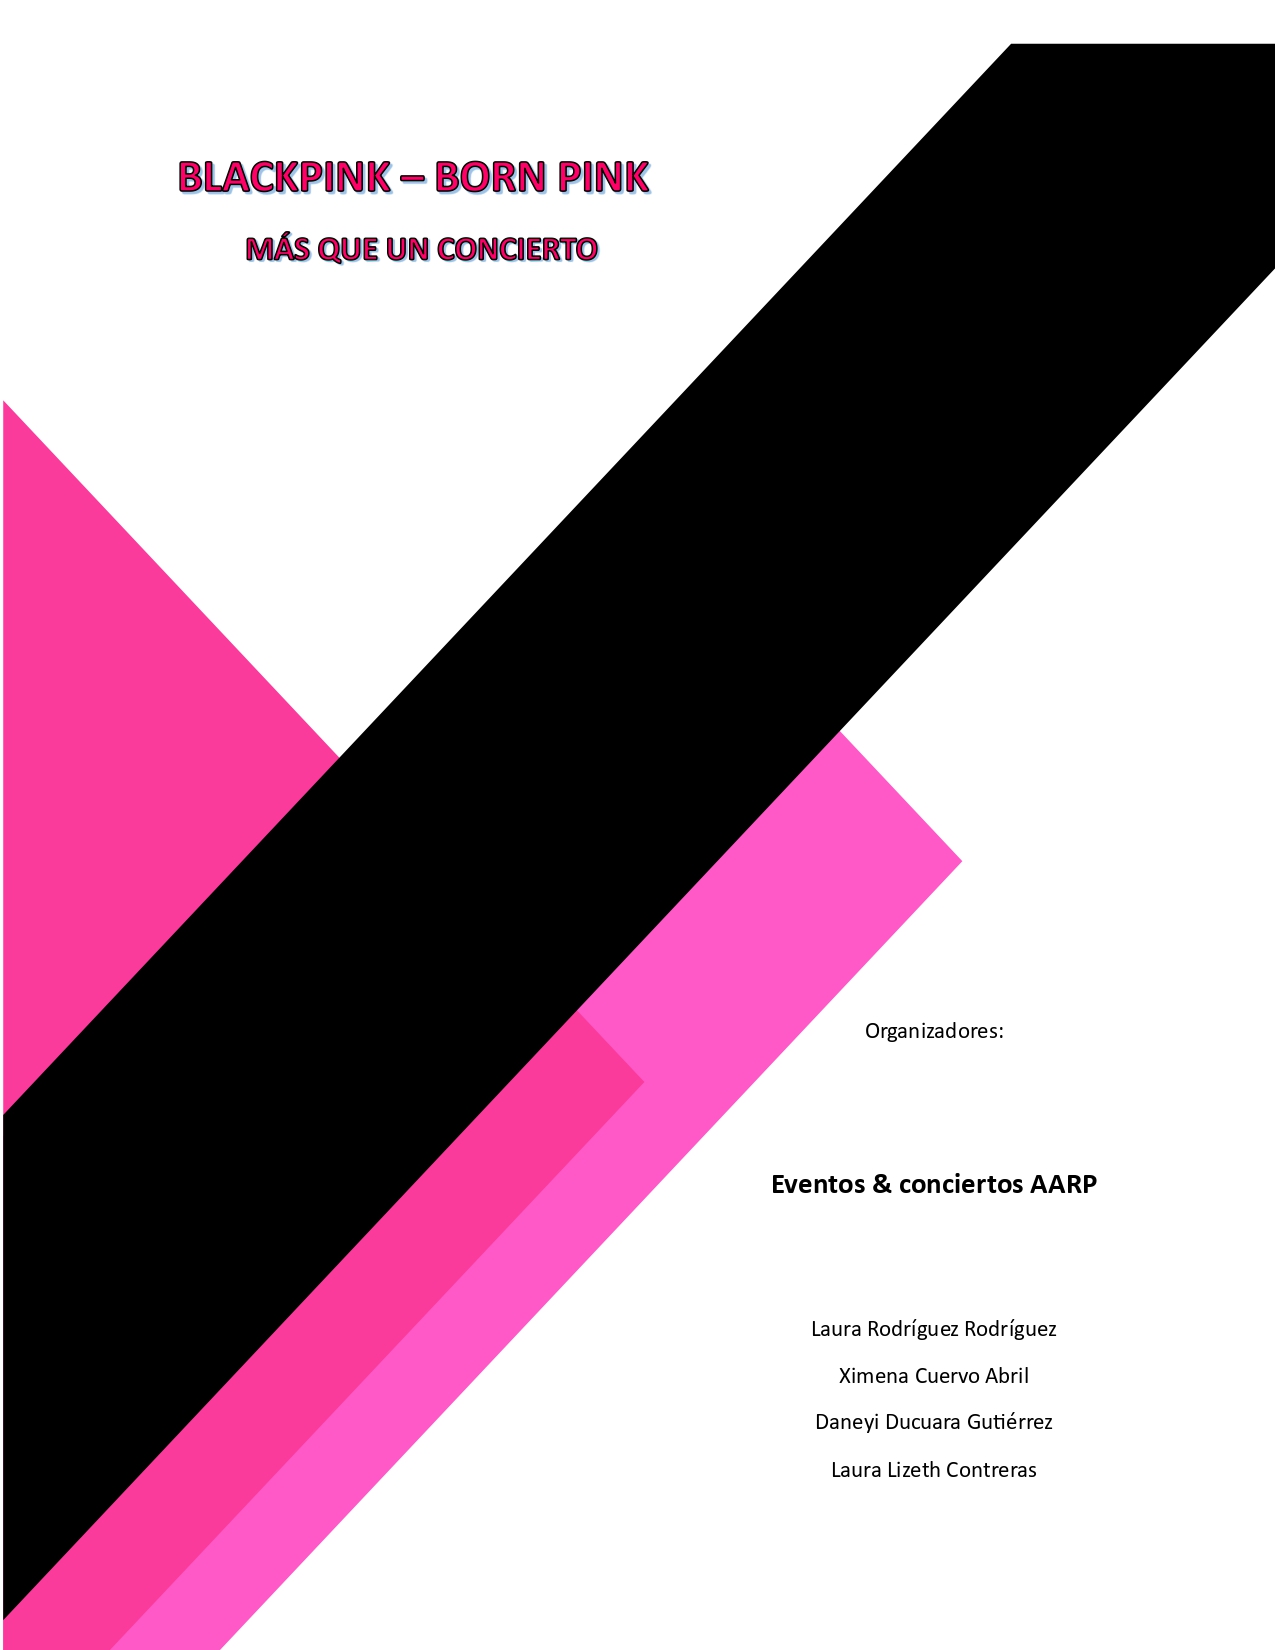 BLACKPINK – BORN PINK
MÁS QUE UN CONCIERTO
Organizadores:
Eventos & conciertos AARP
Laura Rodríguez Rodríguez
Ximena Cuervo Abril
Daneyi Ducuara Gutiérrez
Laura Lizeth Contreras